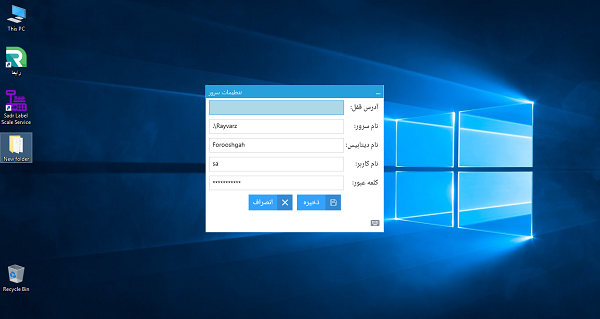 This PC
رایفا
Sadr Label
Scale Service
New folder
Recycle Bin
تنظیمات سرور
آدرس قفل:
نام سرور: .\Rayvarz
نام دیتابیس: Forooshgah
نام کاربر: sa
کلمه عبور: ***********
ذخیره
انصراف